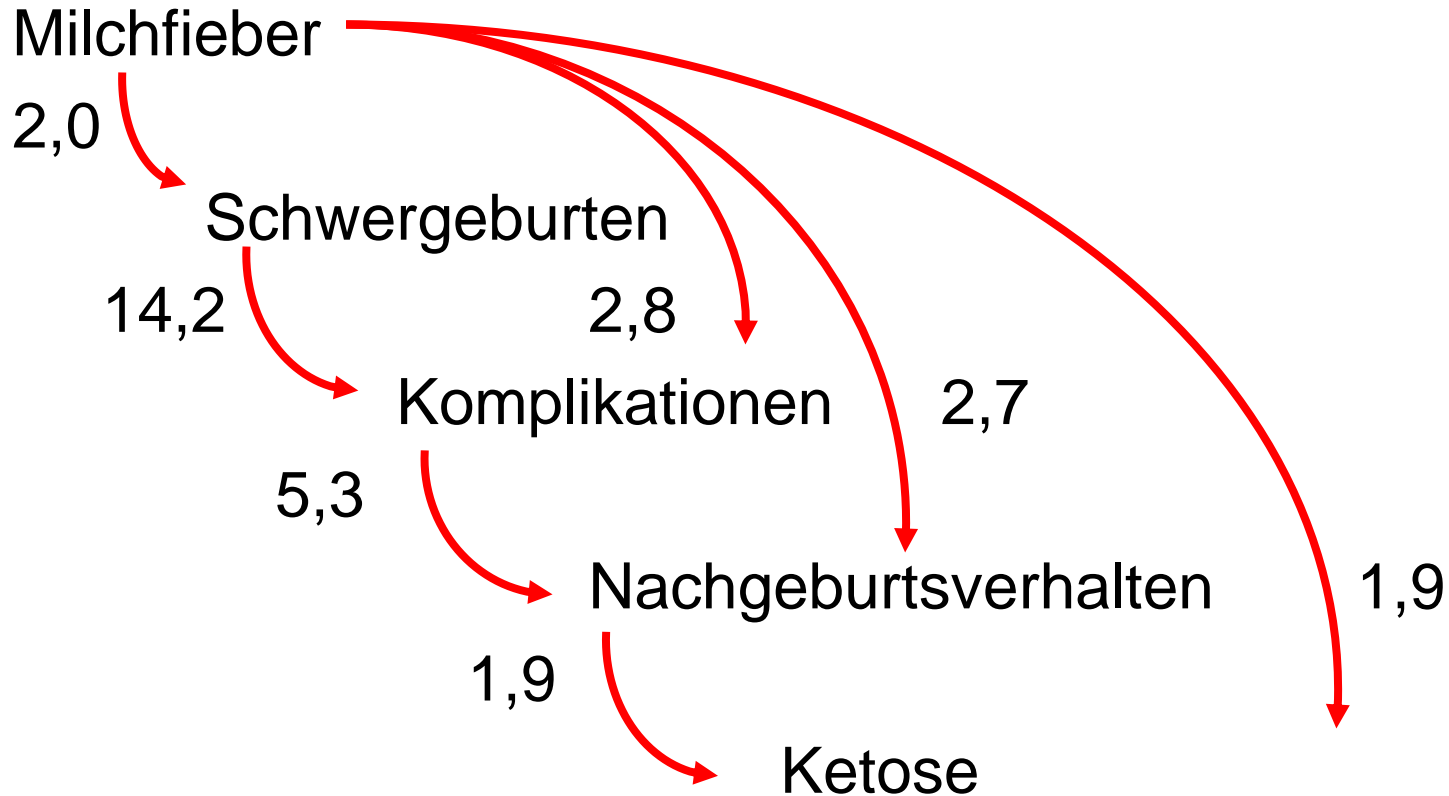 Milchfieber
2,0
Schwergeburten
14,2
2,8
Komplikationen
2,7
5,3
Nachgeburtsverhalten
1,9
1,9
Ketose